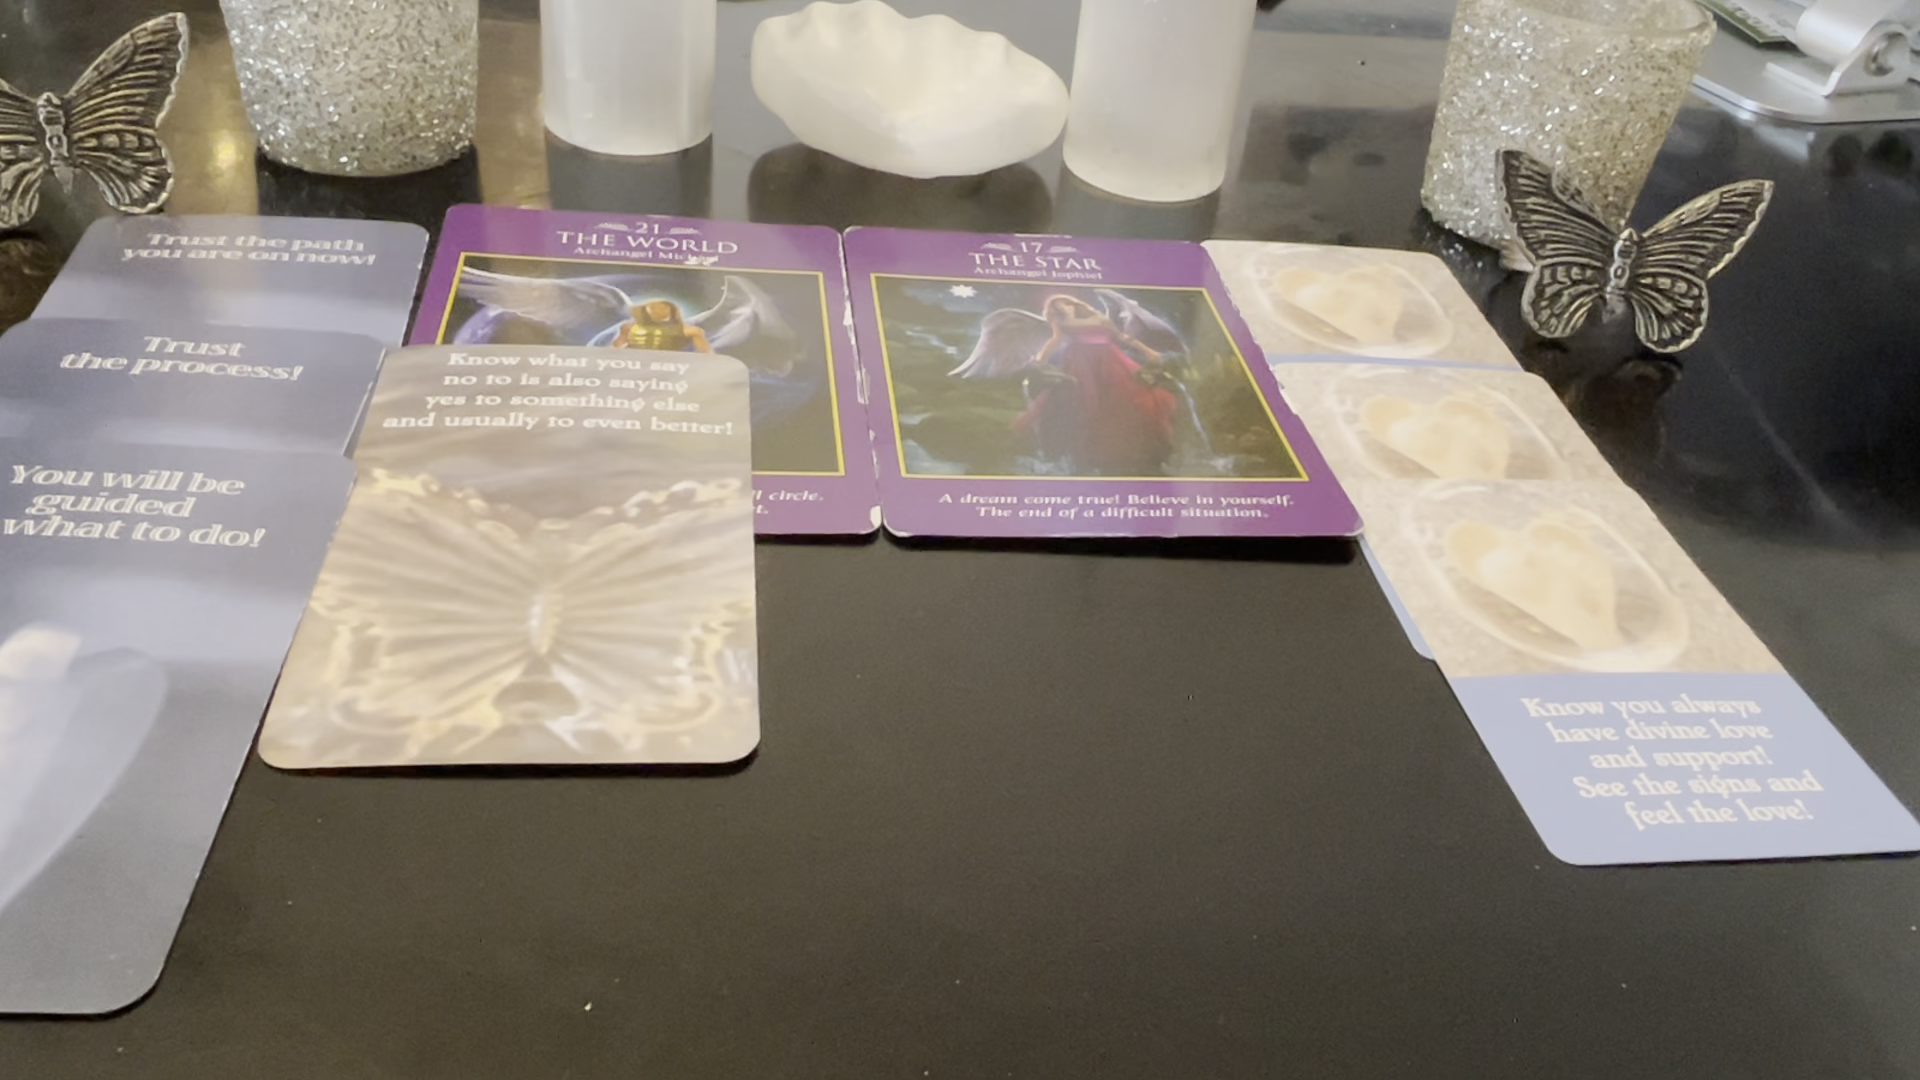 Trust the path
you are on now!
Trust
the process!
You will be
guided
what to do!
21
THE WORLD
Archangel
circle.
Know what you say
no to is also saying
yes to something else
and usually to even better!
17
THE STAR
Archangel Jophiel
A dream come true! Believe in yourself.
The end of a difficult situation.
Know you always
have divine love
and support!
See the signs and
feel the love!